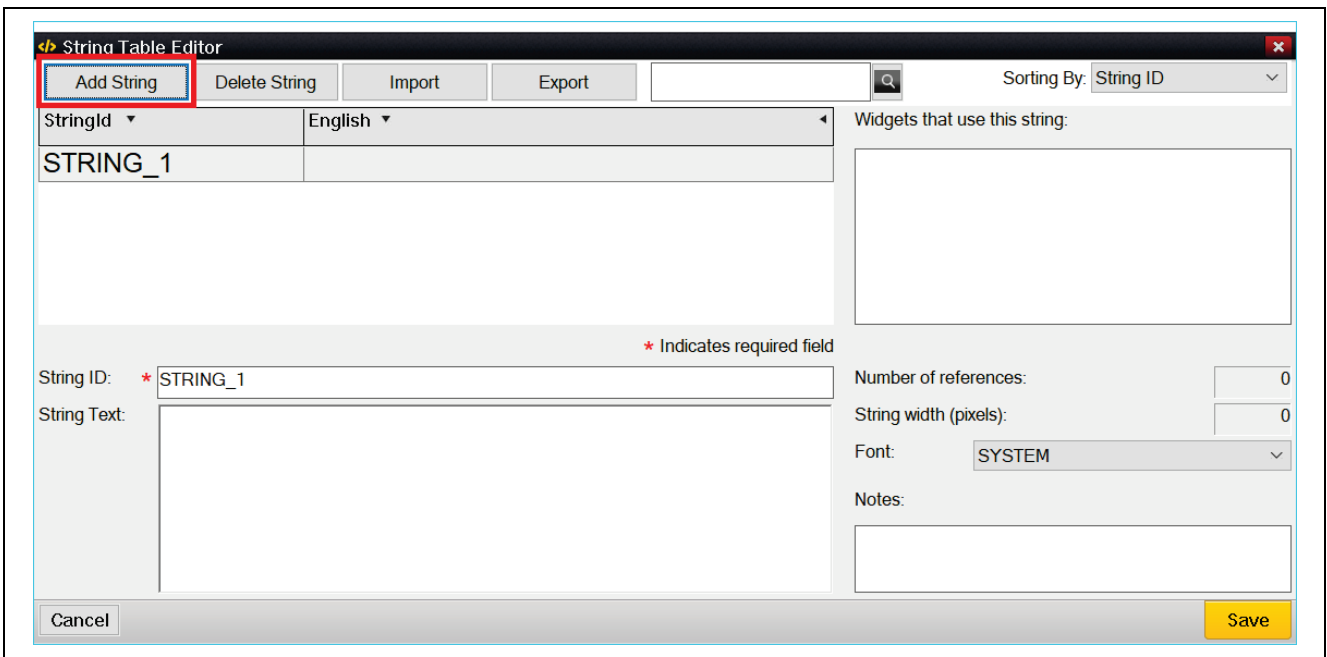 </> String Table Editor
Add String Delete String Import Export Sorting By: String ID
StringId English Widgets that use this string:
STRING_1
* Indicates required field
String ID: * STRING_1 Number of references: 0
String Text: String width (pixels): 0
Font: SYSTEM
Notes:
Cancel Save